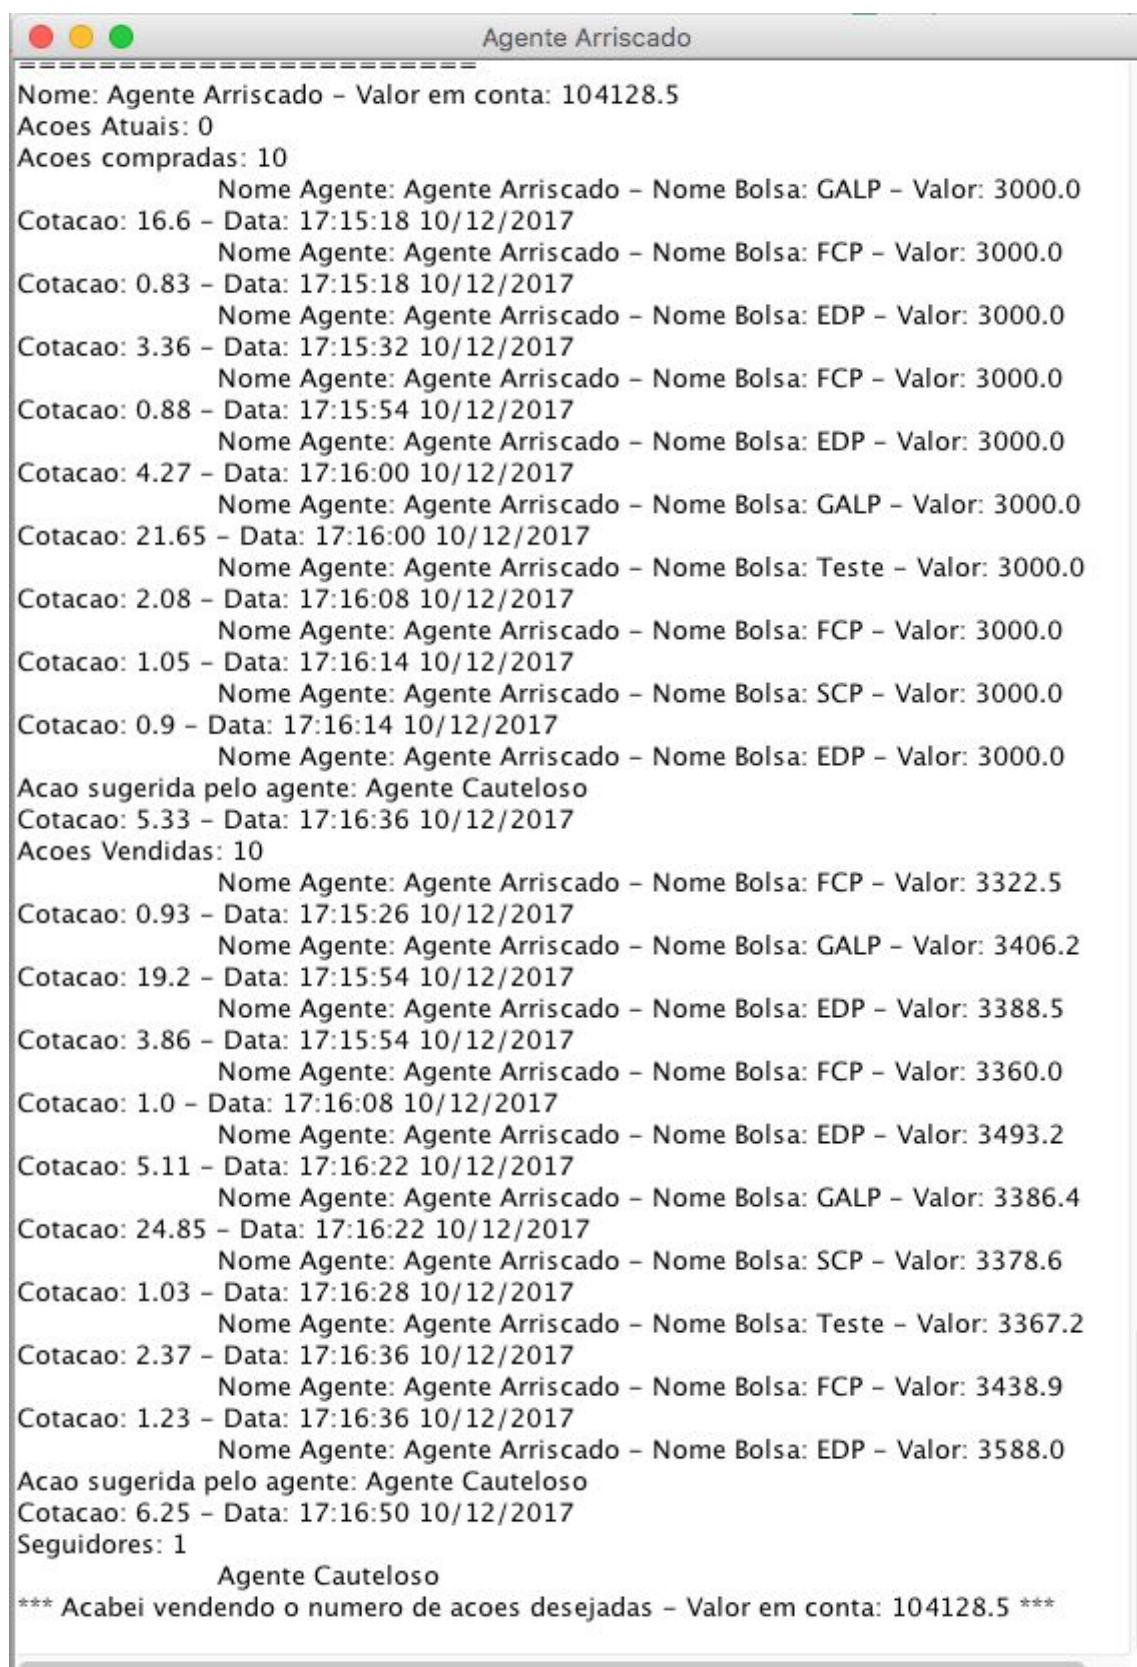 Agente Arriscado
=======================
Nome: Agente Arriscado – Valor em conta: 104128.5
Acoes Atuais: 0
Acoes compradas: 10
Nome Agente: Agente Arriscado – Nome Bolsa: GALP – Valor: 3000.0
Cotacao: 16.6 – Data: 17:15:18 10/12/2017
Nome Agente: Agente Arriscado – Nome Bolsa: FCP – Valor: 3000.0
Cotacao: 0.83 – Data: 17:15:18 10/12/2017
Nome Agente: Agente Arriscado – Nome Bolsa: EDP – Valor: 3000.0
Cotacao: 3.36 – Data: 17:15:32 10/12/2017
Nome Agente: Agente Arriscado – Nome Bolsa: FCP – Valor: 3000.0
Cotacao: 0.88 – Data: 17:15:54 10/12/2017
Nome Agente: Agente Arriscado – Nome Bolsa: EDP – Valor: 3000.0
Cotacao: 4.27 – Data: 17:16:00 10/12/2017
Nome Agente: Agente Arriscado – Nome Bolsa: GALP – Valor: 3000.0
Cotacao: 21.65 – Data: 17:16:00 10/12/2017
Nome Agente: Agente Arriscado – Nome Bolsa: Teste – Valor: 3000.0
Cotacao: 2.08 – Data: 17:16:08 10/12/2017
Nome Agente: Agente Arriscado – Nome Bolsa: FCP – Valor: 3000.0
Cotacao: 1.05 – Data: 17:16:14 10/12/2017
Nome Agente: Agente Arriscado – Nome Bolsa: SCP – Valor: 3000.0
Cotacao: 0.9 – Data: 17:16:14 10/12/2017
Nome Agente: Agente Arriscado – Nome Bolsa: EDP – Valor: 3000.0
Acao sugerida pelo agente: Agente Cauteloso
Cotacao: 5.33 – Data: 17:16:36 10/12/2017
Acoes Vendidas: 10
Nome Agente: Agente Arriscado – Nome Bolsa: FCP – Valor: 3322.5
Cotacao: 0.93 – Data: 17:15:26 10/12/2017
Nome Agente: Agente Arriscado – Nome Bolsa: GALP – Valor: 3406.2
Cotacao: 19.2 – Data: 17:15:54 10/12/2017
Nome Agente: Agente Arriscado – Nome Bolsa: EDP – Valor: 3388.5
Cotacao: 3.86 – Data: 17:15:54 10/12/2017
Nome Agente: Agente Arriscado – Nome Bolsa: FCP – Valor: 3360.0
Cotacao: 1.0 – Data: 17:16:08 10/12/2017
Nome Agente: Agente Arriscado – Nome Bolsa: EDP – Valor: 3493.2
Cotacao: 5.11 – Data: 17:16:22 10/12/2017
Nome Agente: Agente Arriscado – Nome Bolsa: GALP – Valor: 3386.4
Cotacao: 24.85 – Data: 17:16:22 10/12/2017
Nome Agente: Agente Arriscado – Nome Bolsa: SCP – Valor: 3378.6
Cotacao: 1.03 – Data: 17:16:28 10/12/2017
Nome Agente: Agente Arriscado – Nome Bolsa: Teste – Valor: 3367.2
Cotacao: 2.37 – Data: 17:16:36 10/12/2017
Nome Agente: Agente Arriscado – Nome Bolsa: FCP – Valor: 3438.9
Cotacao: 1.23 – Data: 17:16:36 10/12/2017
Nome Agente: Agente Arriscado – Nome Bolsa: EDP – Valor: 3588.0
Acao sugerida pelo agente: Agente Cauteloso
Cotacao: 6.25 – Data: 17:16:50 10/12/2017
Seguidores: 1
Agente Cauteloso
*** Acabei vendendo o numero de acoes desejadas – Valor em conta: 104128.5 ***